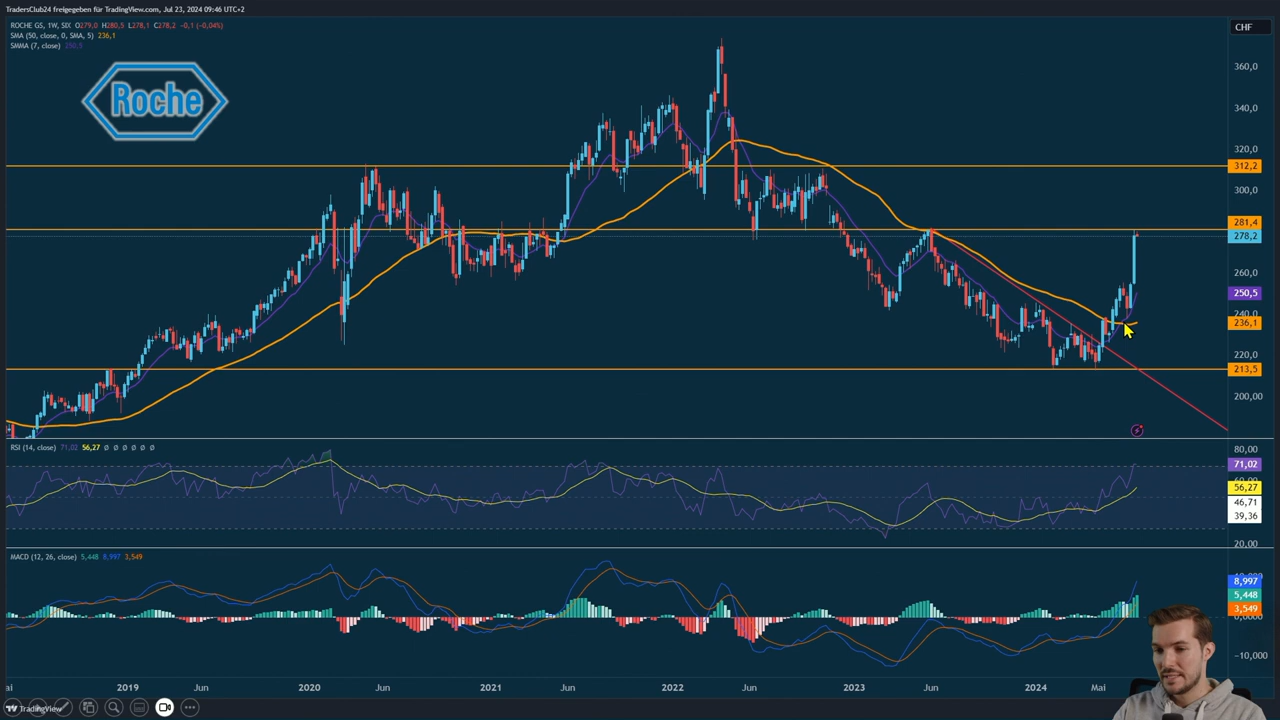 TradersClub24 freigegeben für TradingView.com, Jul 23, 2024 09:46 UTC+2
ROCHE GS, 1W, SIX O279,0 H280,5 L278,1 C278,2 -0,1 (-0,04%)
SMA (50, close, 0, SMA, 5) 236,1
SMMA (7, close) 250,5
Roche
CHF
360,0
340,0
320,0
312,2
300,0
281,4
278,2
260,0
250,5
240,0
236,1
220,0
213,5
200,00
RSI (14, close) 71,02 56,27 Ø Ø Ø Ø Ø Ø
80,00
71,02
56,27
46,71
39,36
20,00
MACD (12, 26, close) 5,448 8,997 3,549
8,997
5,448
3,549
0,0000
−10,000
2019 Jun 2020 Jun 2021 Jun 2022 Jun 2023 Jun 2024 Mai
TradingView